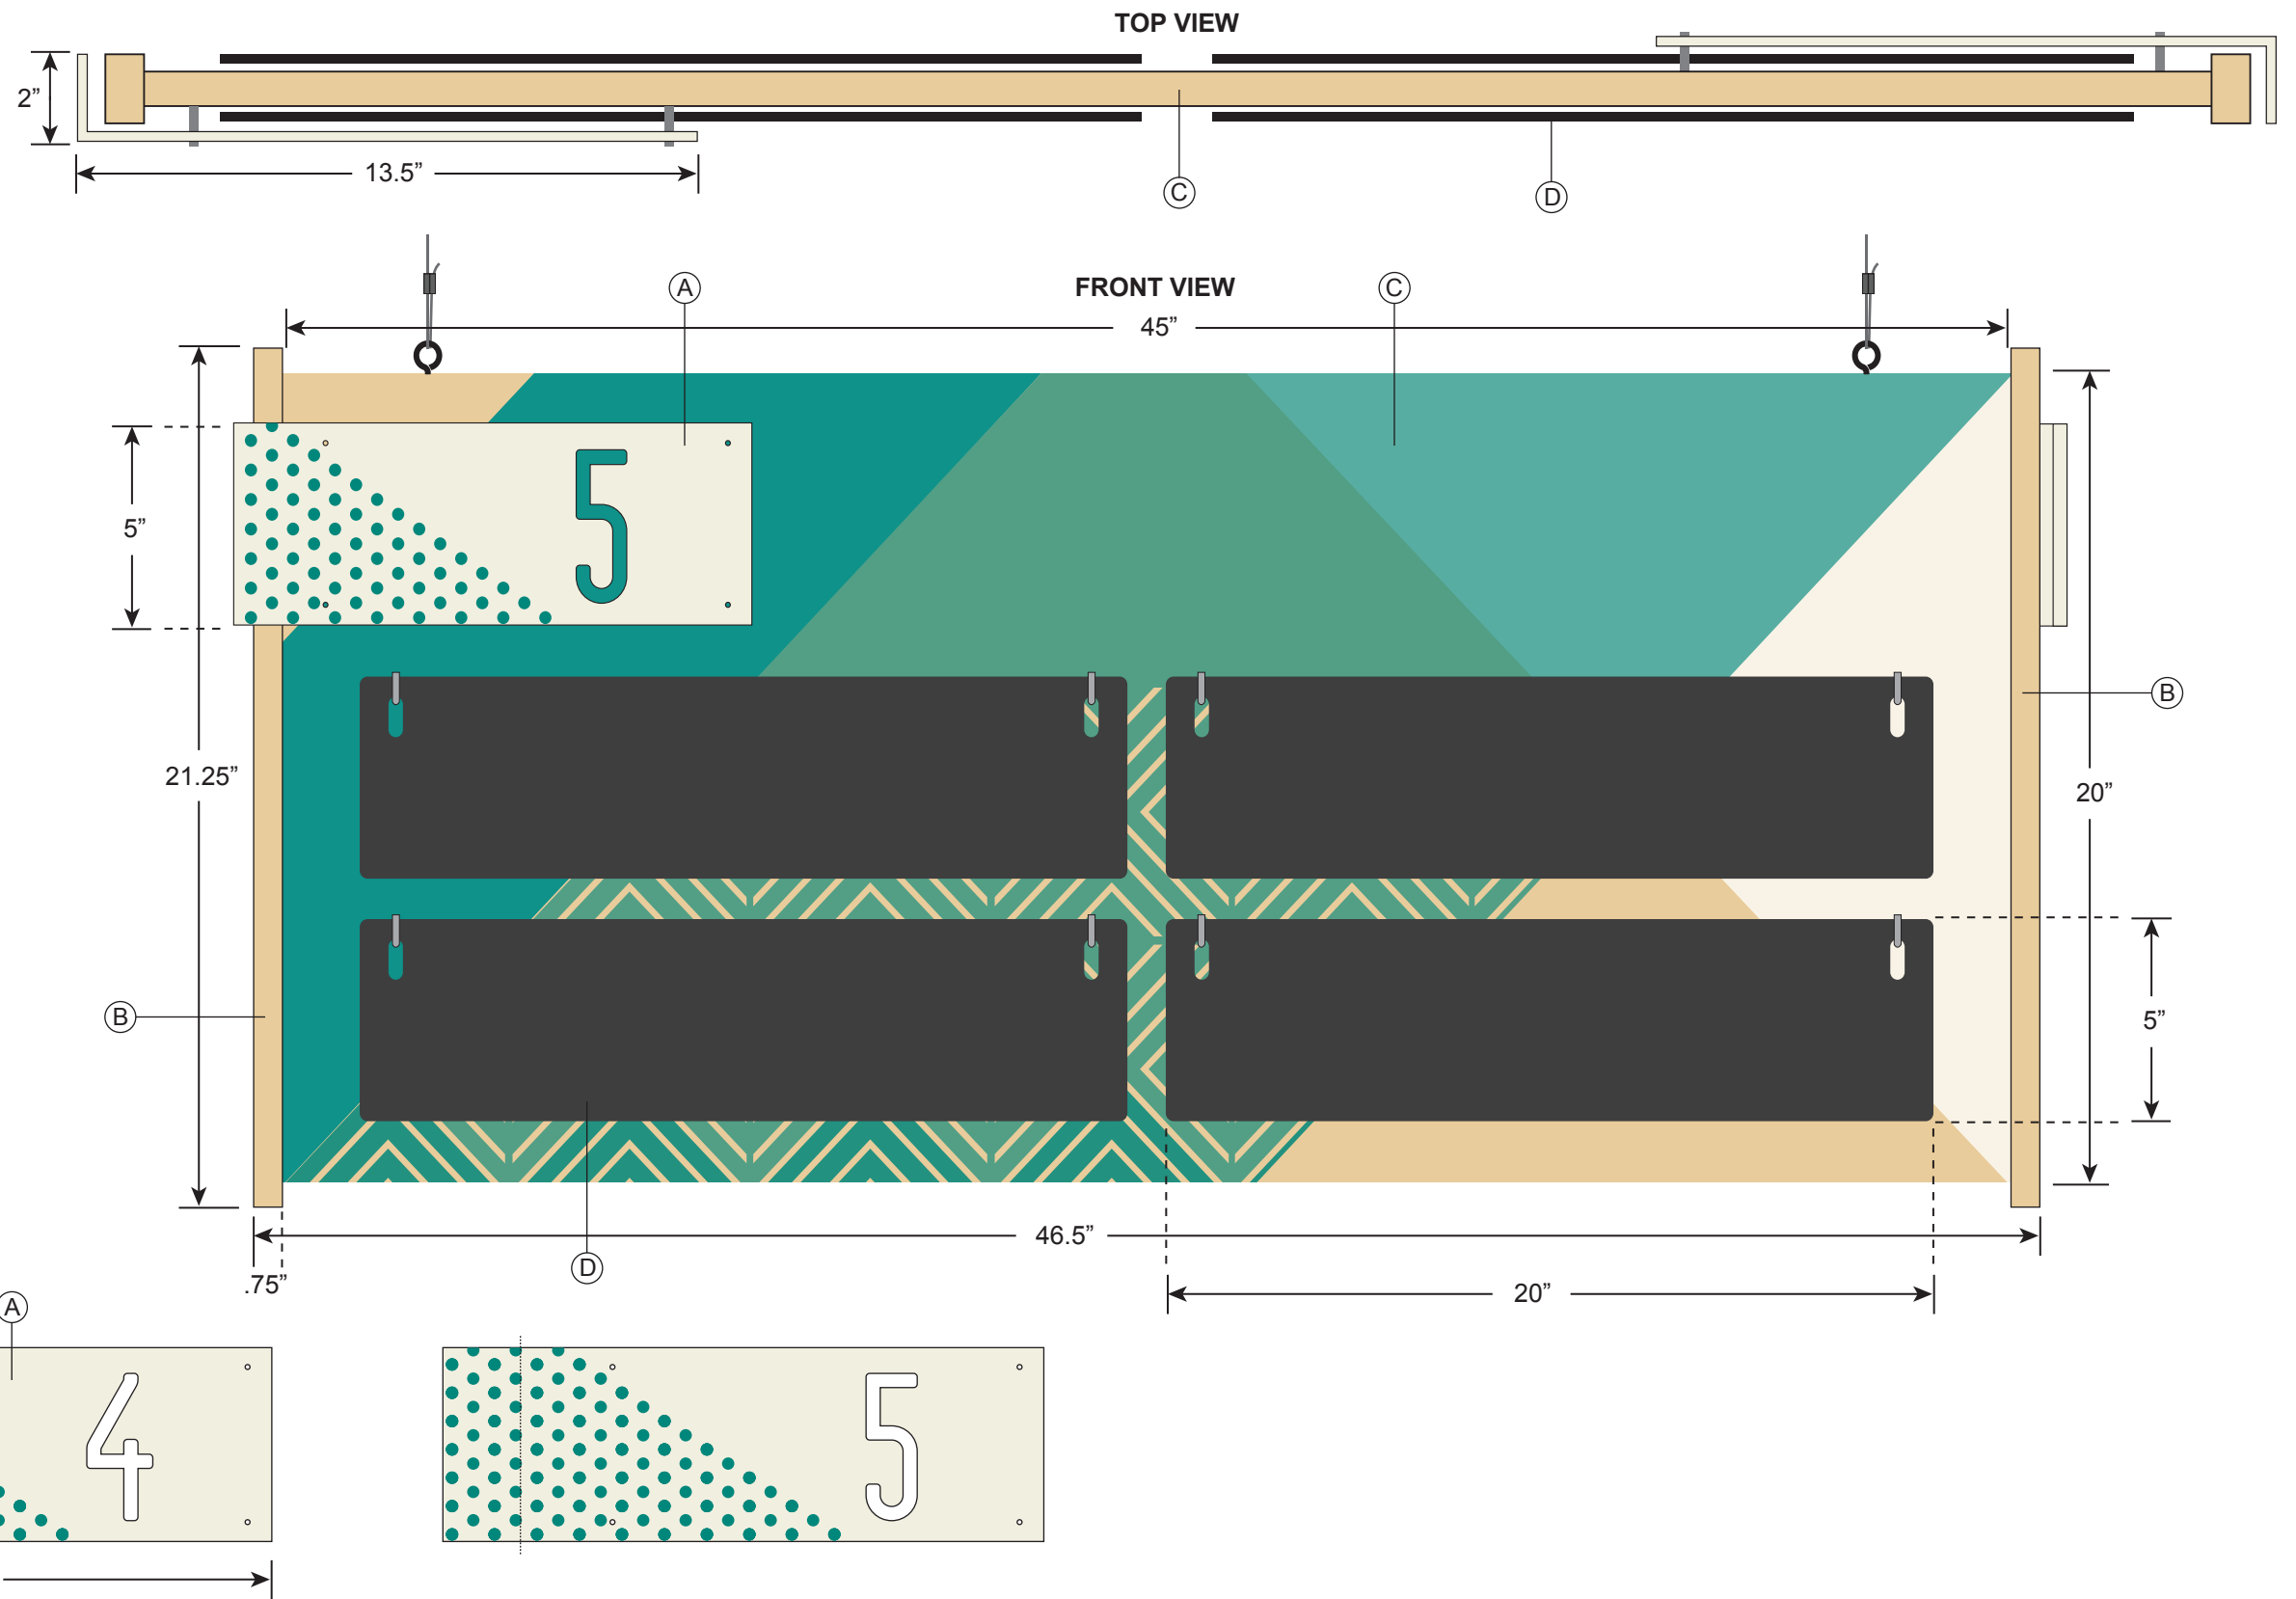 TOP VIEW
2”
13.5”
C
D
A
FRONT VIEW
C
45”
5
5”
B
21.25”
20”
B
5”
46.5”
D
.75”
20”
A
4
5